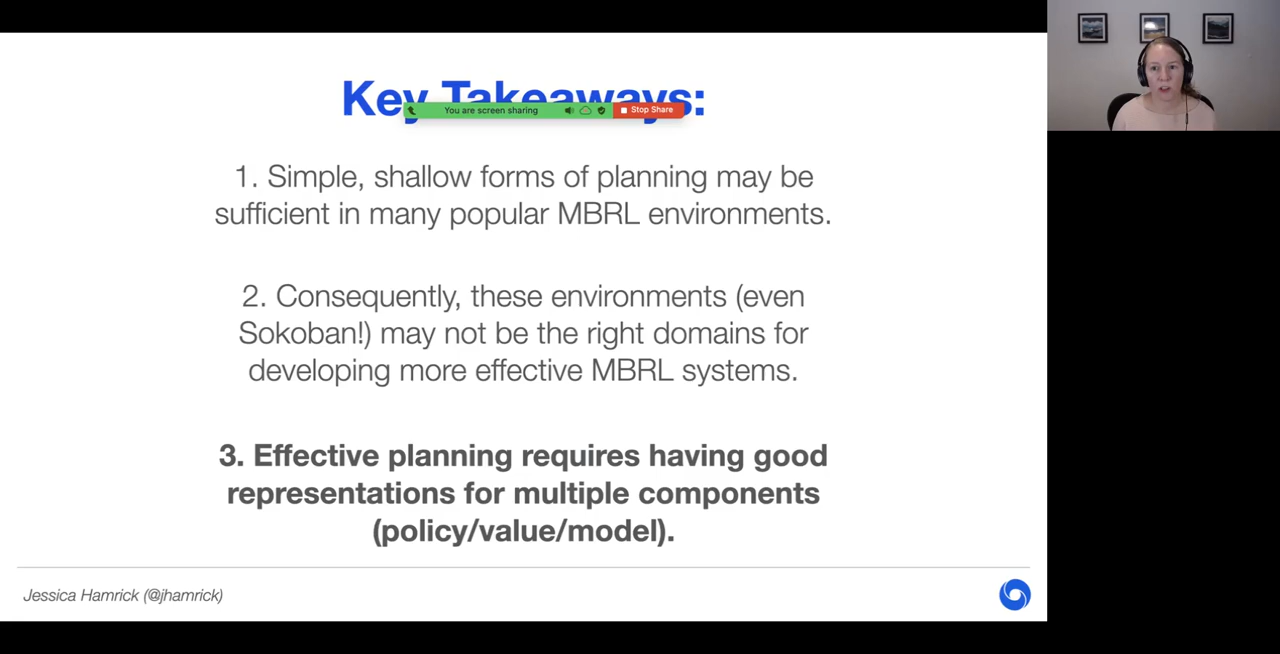 Key Takeaways:
You are screen sharing
Stop Share
1. Simple, shallow forms of planning may be
sufficient in many popular MBRL environments.
2. Consequently, these environments (even
Sokoban!) may not be the right domains for
developing more effective MBRL systems.
3. Effective planning requires having good
representations for multiple components
(policy/value/model).
Jessica Hamrick (@jhamrick)